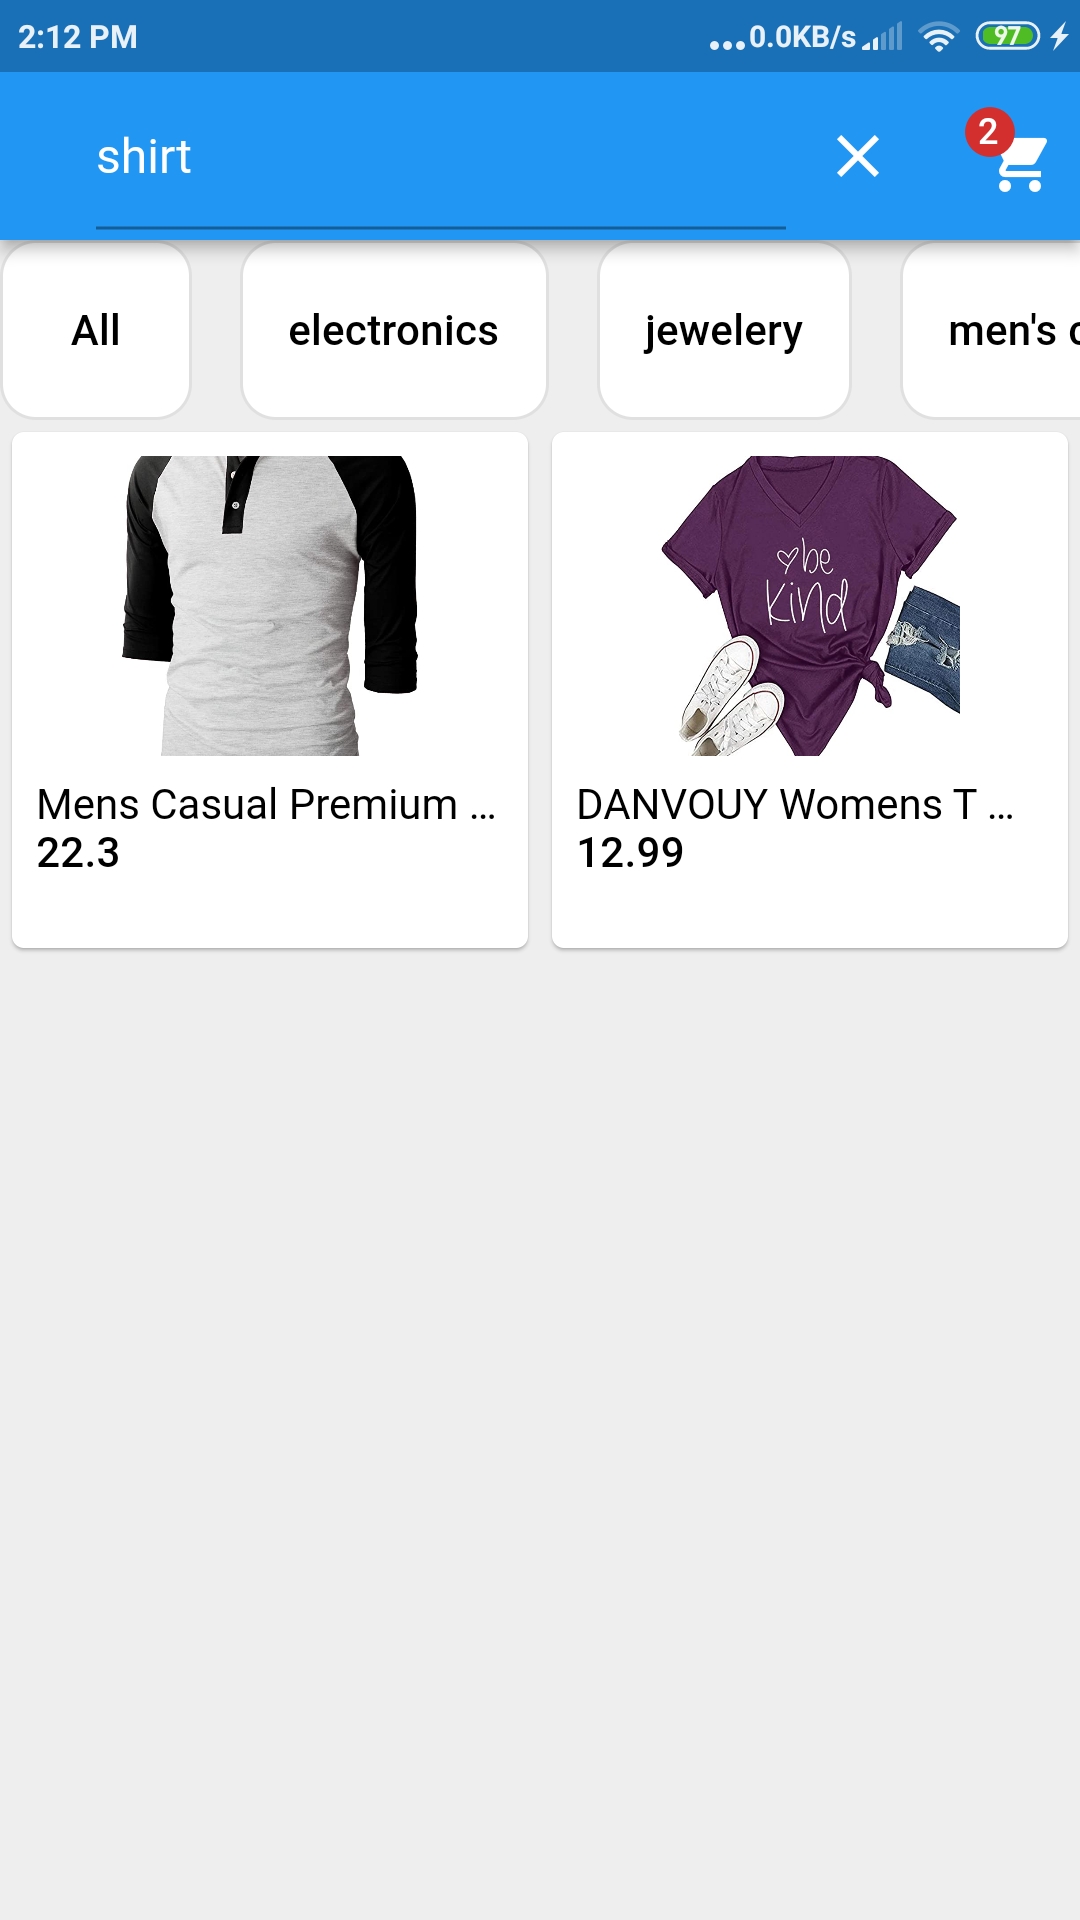 2:12 PM ...0.0KB/s 97
shirt
2
All electronics jewelery men's c
be
kind
Mens Casual Premium ... DANVOUY Womens T ...
22.3 12.99